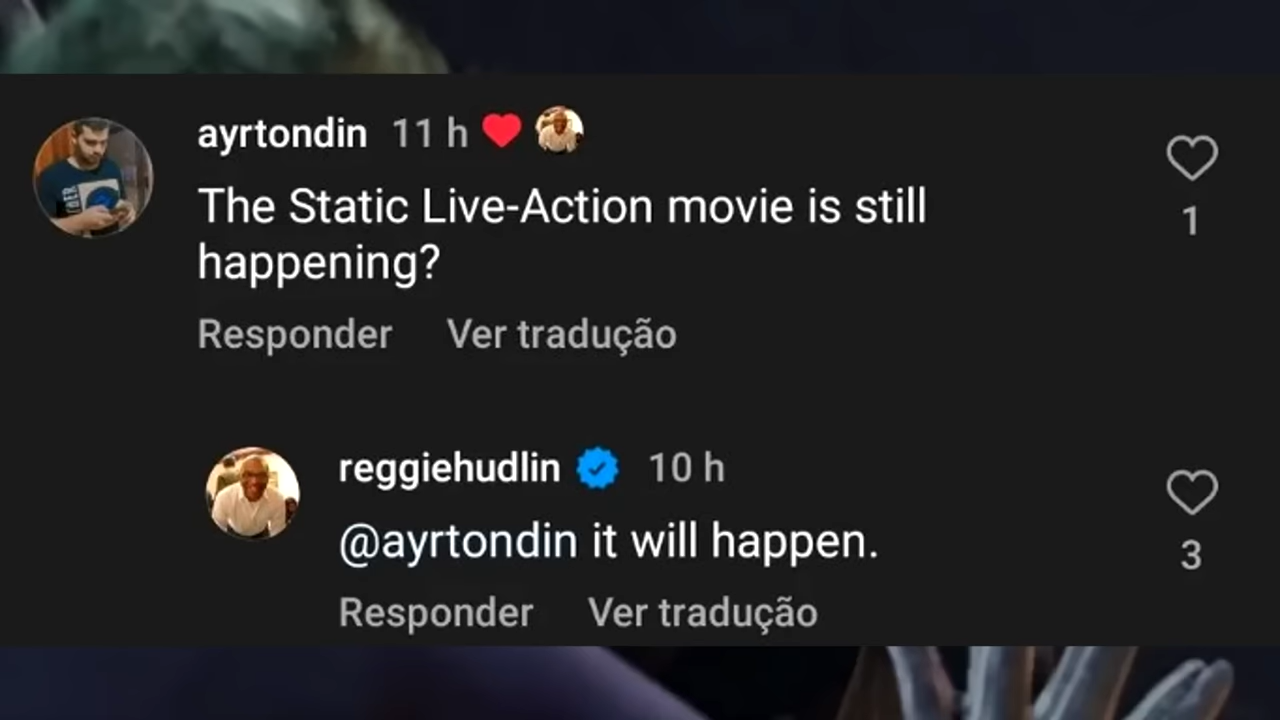 ayrtondin 11 h
The Static Live-Action movie is still
happening?
1
Responder Ver tradução
reggiehudlin 10 h
@ayrtondin it will happen.
3
Responder Ver tradução